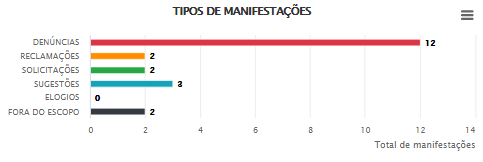 TIPOS DE MANIFESTAÇÕES
DENÚNCIAS 12
RECLAMAÇÕES 2
SOLICITAÇÕES 2
SUGESTÕES 3
ELOGIOS 0
FORA DO ESCOPO 2
0 2 4 6 8 10 12 14
Total de manifestações